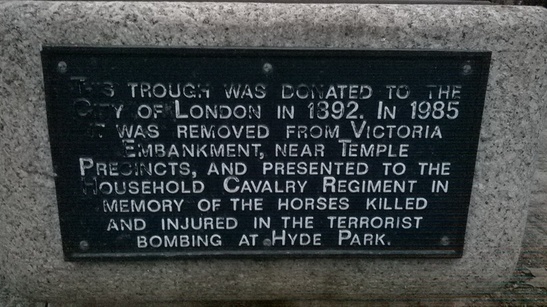 THIS TROUGH WAS DONATED TO THE
CITY OF LONDON IN 1892. IN 1985
IT WAS REMOVED FROM VICTORIA
EMBANKMENT, NEAR TEMPLE
PRECINCTS, AND PRESENTED TO THE
HOUSEHOLD CAVALRY REGIMENT IN
MEMORY OF THE HORSES KILLED
AND INJURED IN THE TERRORIST
BOMBING AT HYDE PARK.